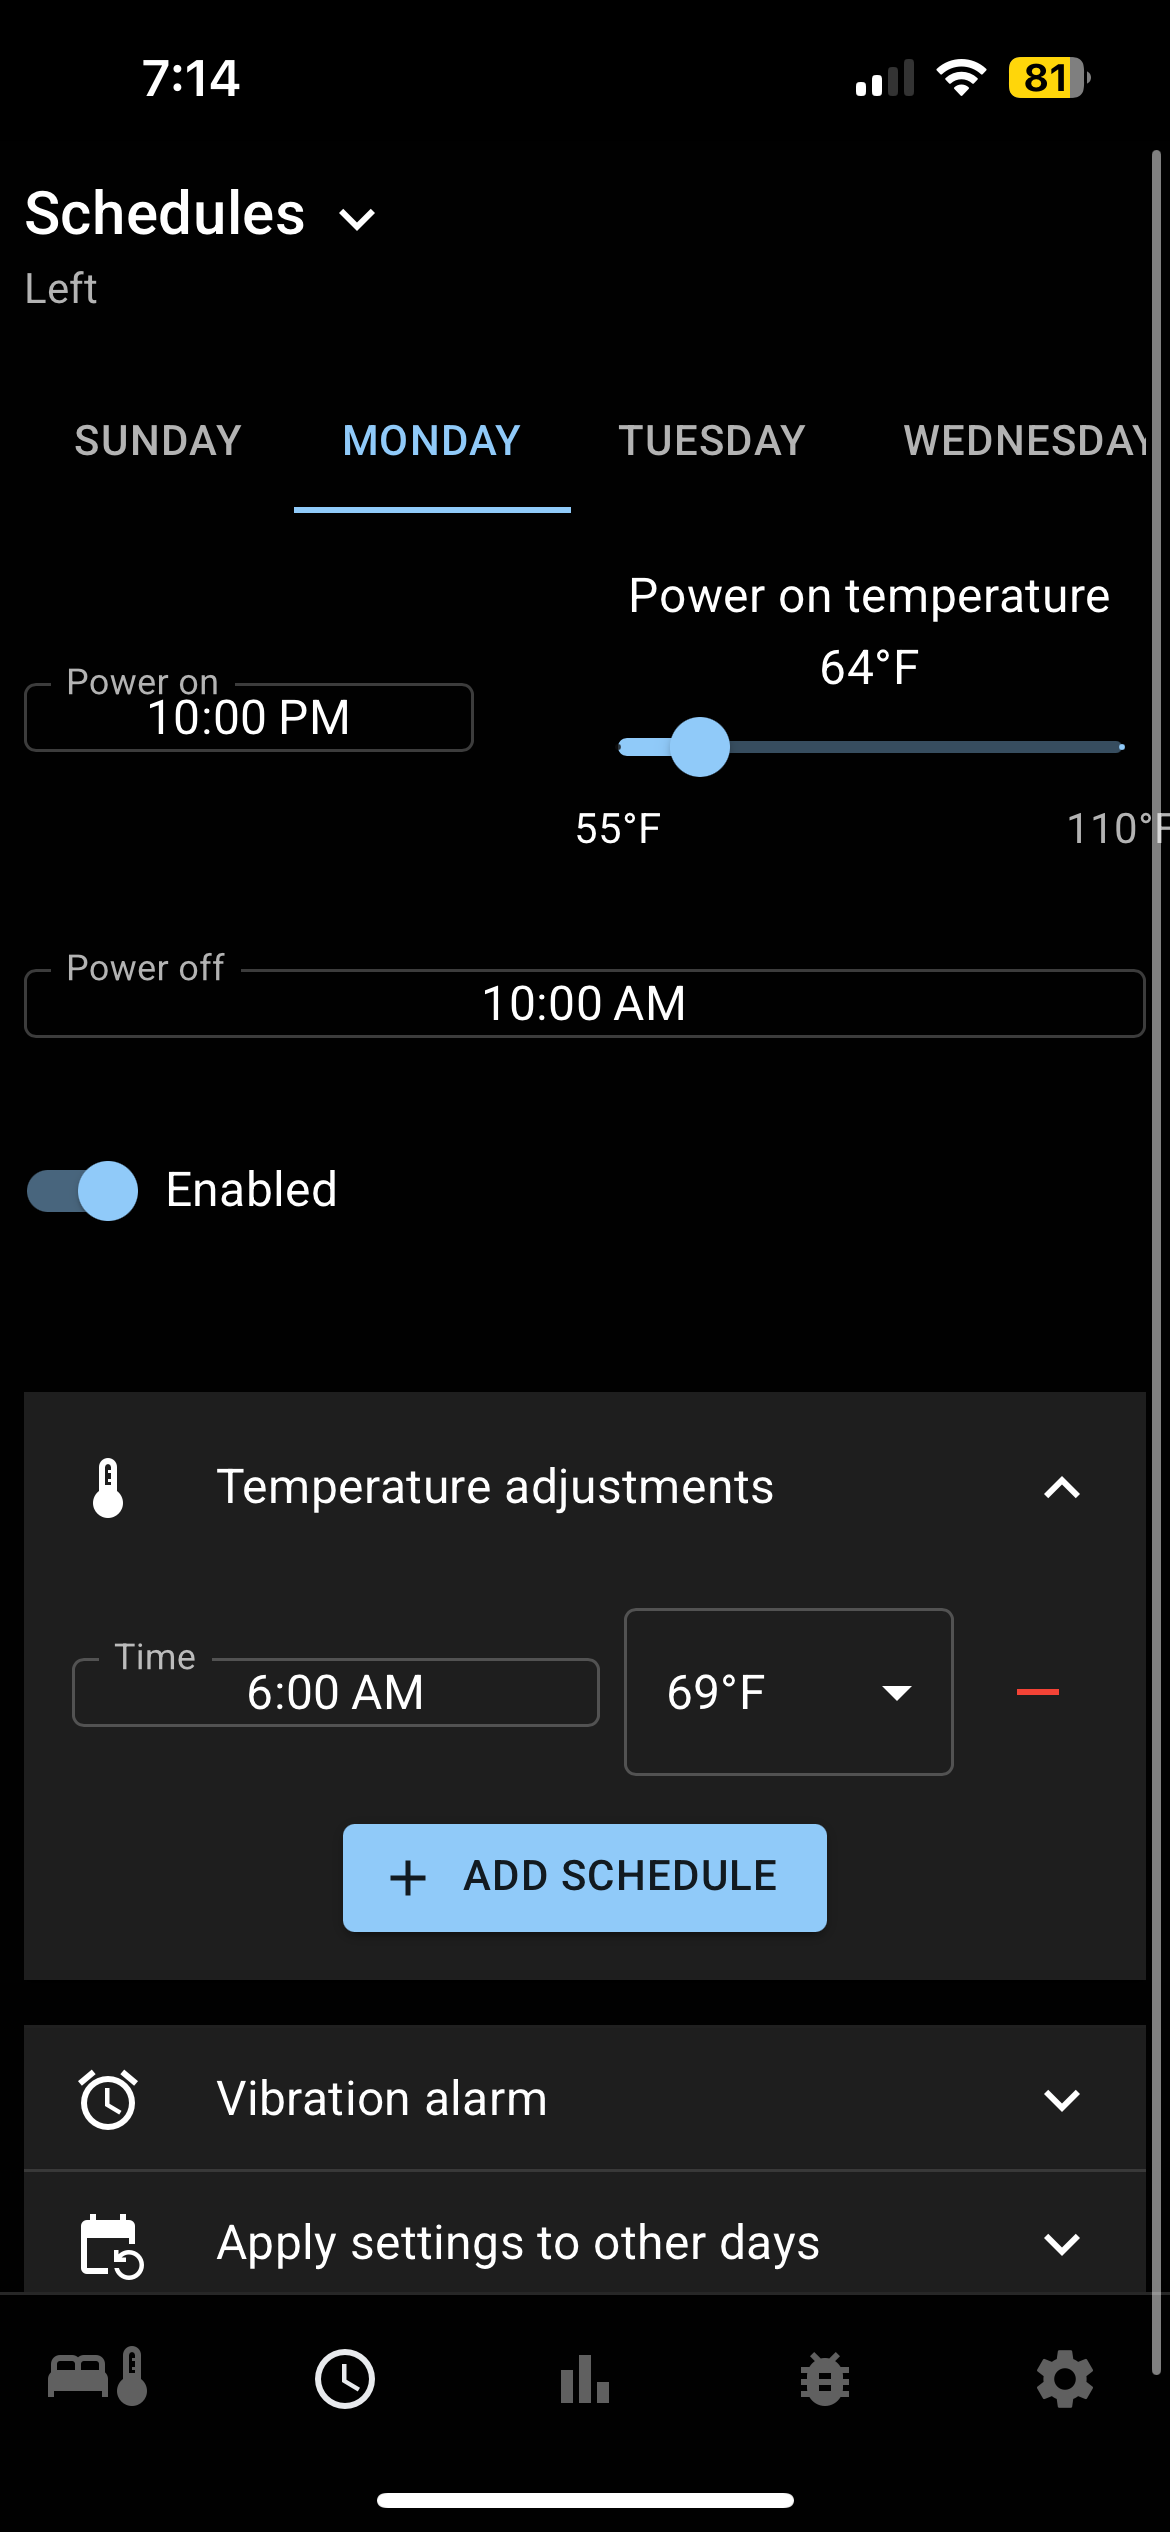 7:14
81
Schedules
Left
SUNDAY MONDAY TUESDAY WEDNESDAY
Power on temperature
64°F
Power on
10:00 PM
55°F 110°F
Power off
10:00 AM
Enabled
Temperature adjustments
Time
6:00 AM
69°F
+ ADD SCHEDULE
Vibration alarm
Apply settings to other days